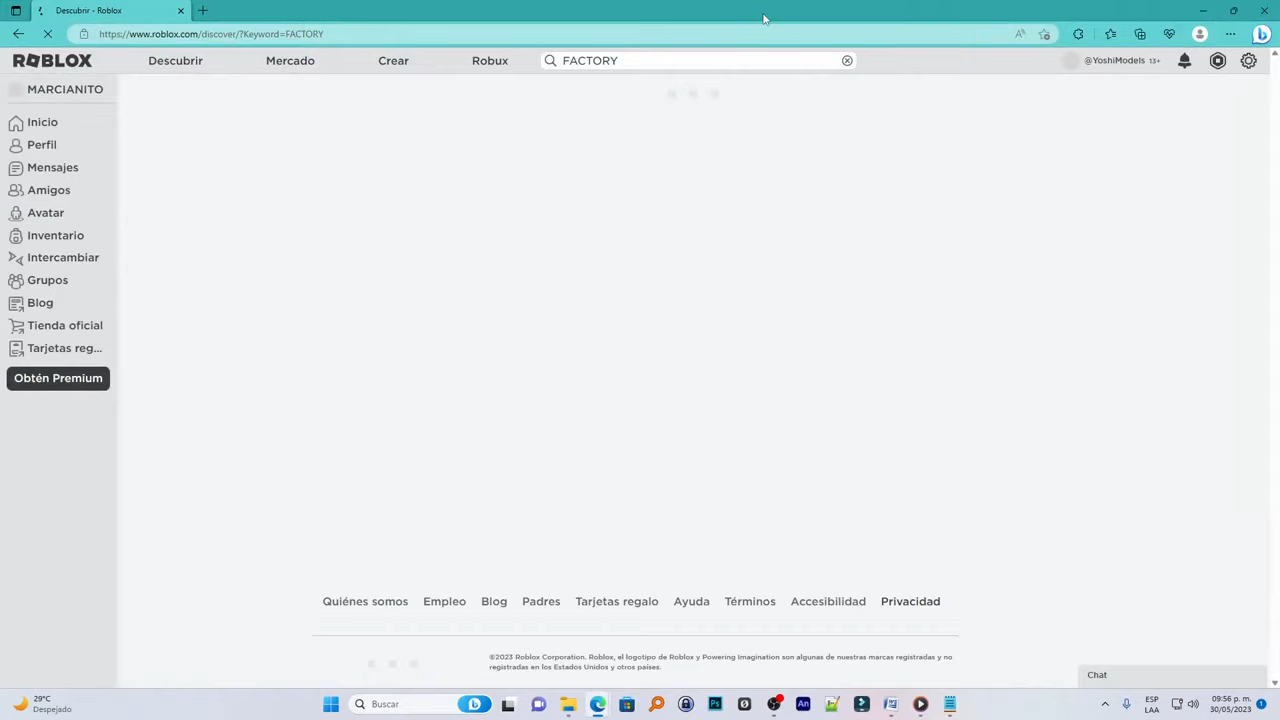 Descubrir - Roblox
https://www.roblox.com/discover/?Keyword=FACTORY
ROBLOX Descubrir Mercado Crear Robux FACTORY @YoshiModels 13+
MARCIANITO
Inicio
Perfil
Mensajes
Amigos
Avatar
Inventario
Intercambiar
Grupos
Blog
Tienda oficial
Tarjetas reg...
Obtén Premium
Quiénes somos Empleo Blog Padres Tarjetas regalo Ayuda Términos Accesibilidad Privacidad
©2023 Roblox Corporation. Roblox, el logotipo de Roblox y Powering Imagination son algunas de nuestras marcas registradas y no
registradas en los Estados Unidos y otros países.
Chat
29°C
Despejado
Buscar
ESP
LAA
09:56 p. m.
30/05/2023